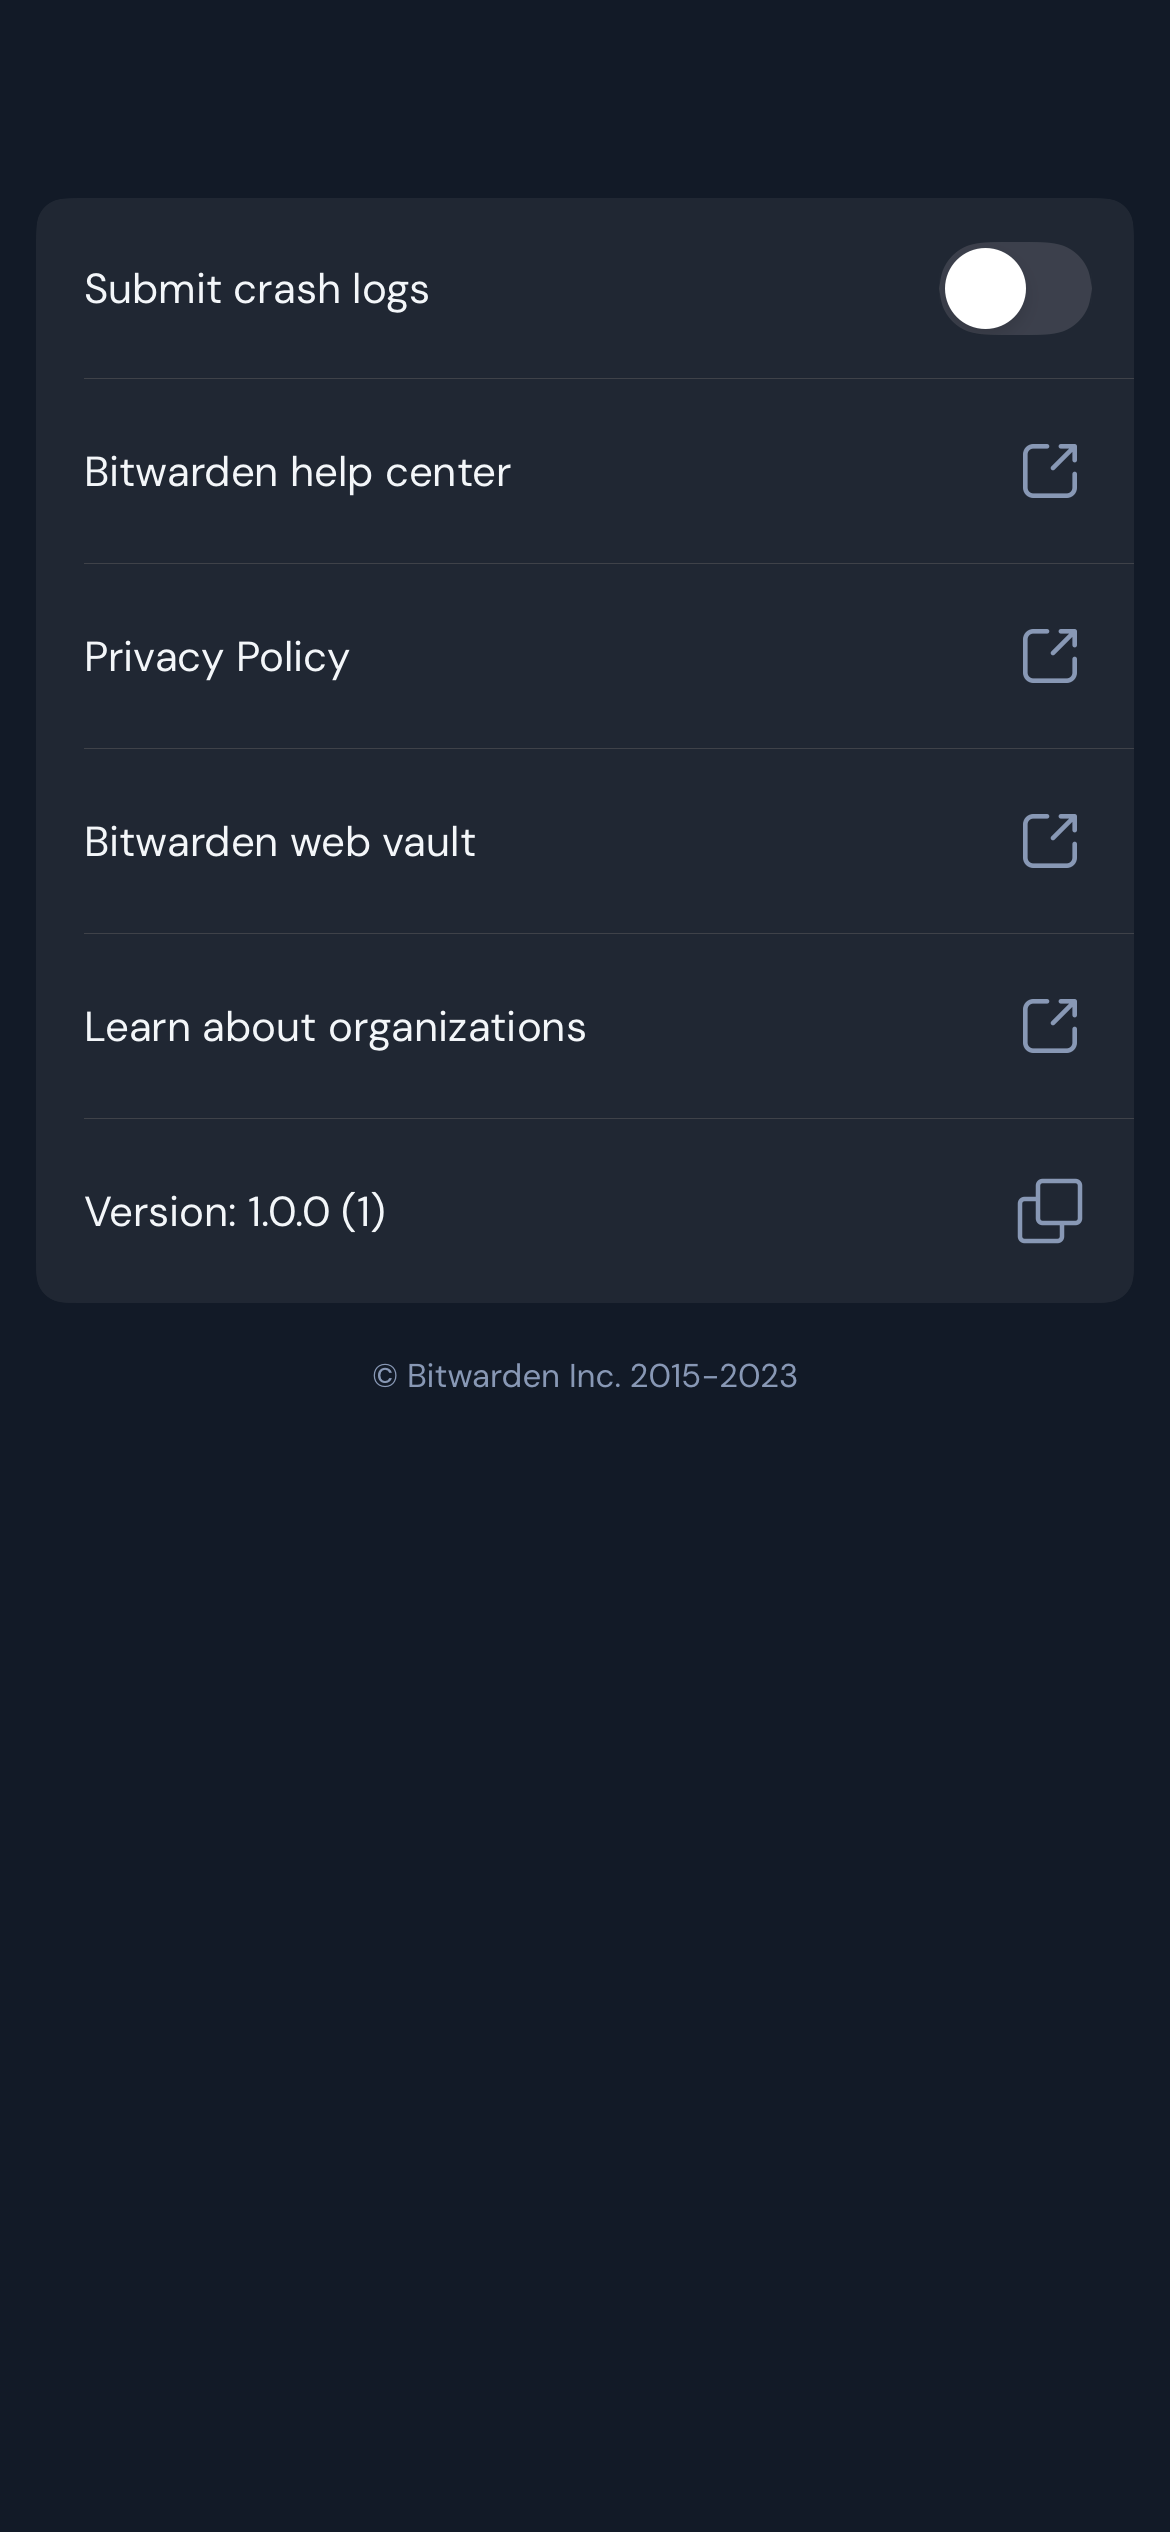 Submit crash logs
Bitwarden help center
Privacy Policy
Bitwarden web vault
Learn about organizations
Version: 1.0.0 (1)
© Bitwarden Inc. 2015–2023